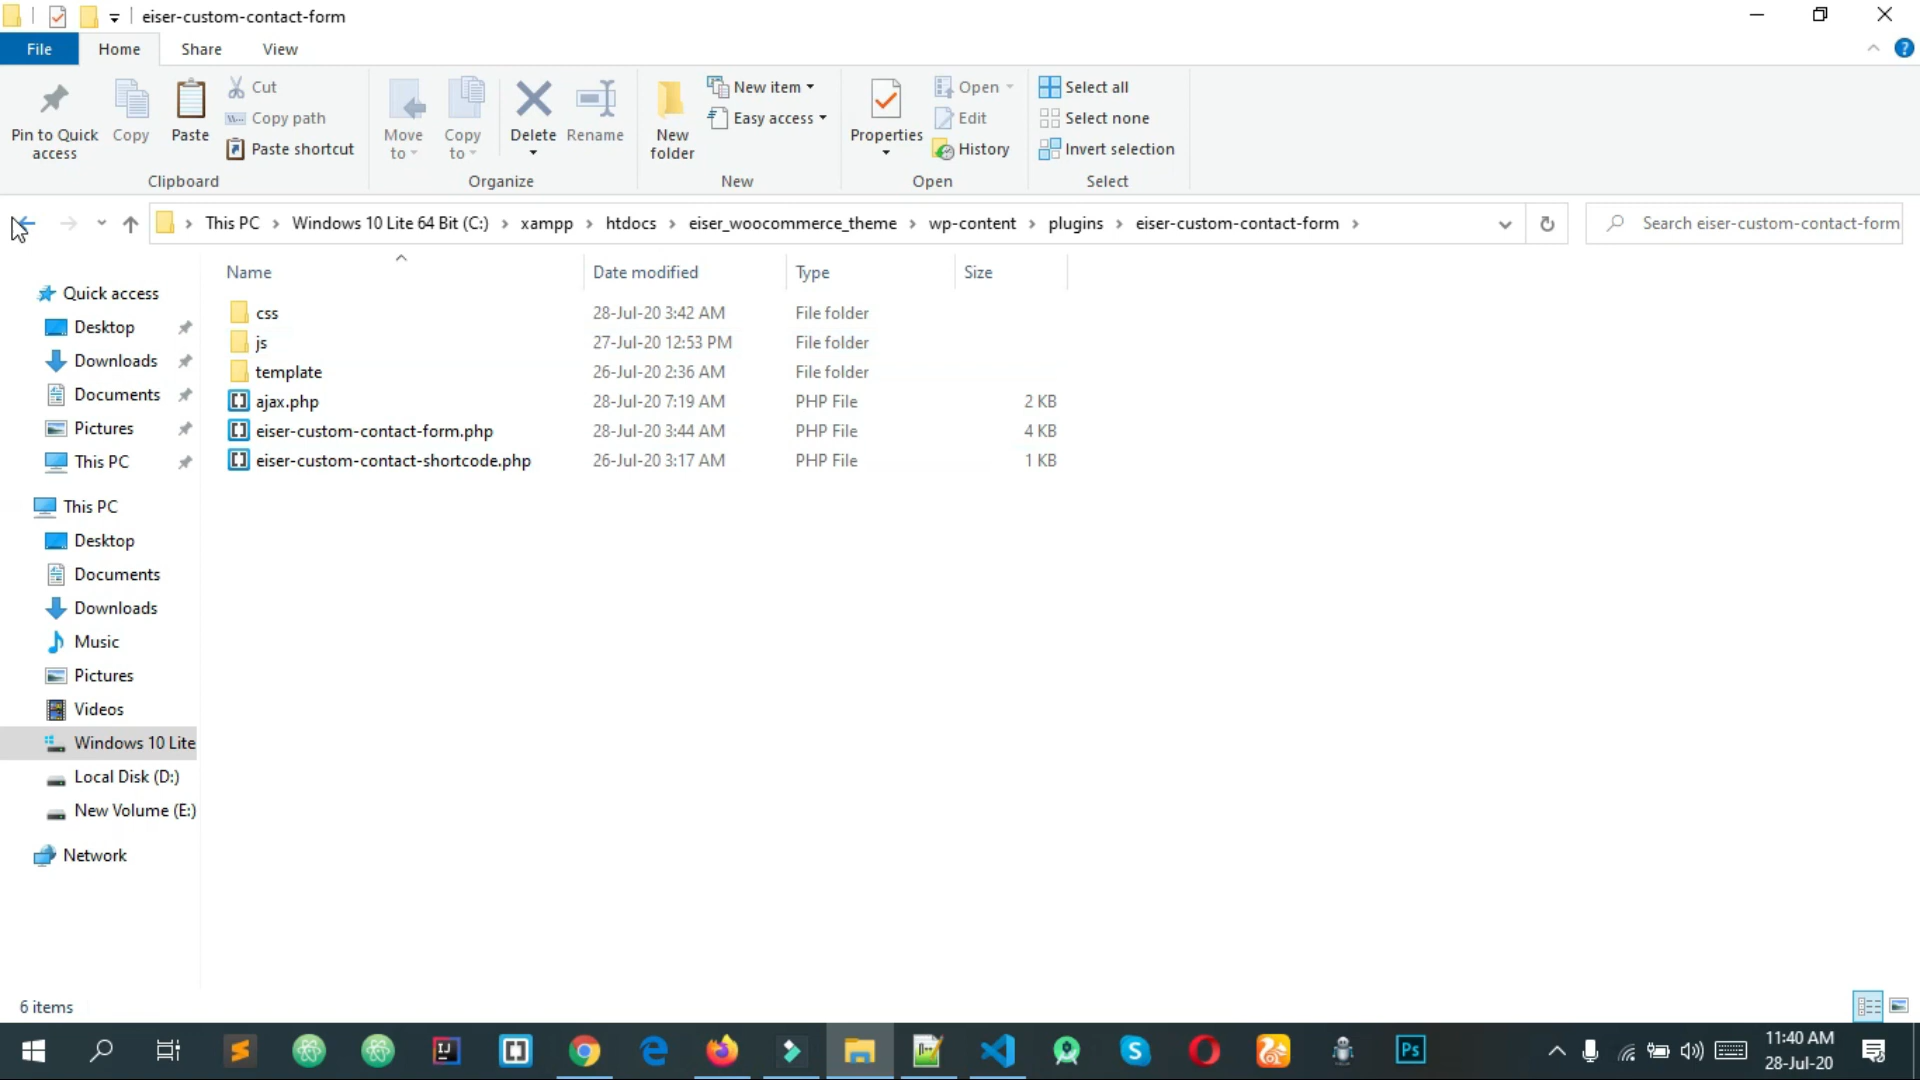 eiser-custom-contact-form
File Home Share View
Pin to Quick access
Copy
Paste
Cut
Copy path
Paste shortcut
Clipboard
Move to
Copy to
Delete
Rename
Organize
New folder
New item
Easy access
New
Properties
Open
Edit
History
Open
Select all
Select none
Invert selection
Select
This PC Windows 10 Lite 64 Bit (C:) xampp htdocs eiser_woocommerce_theme wp-content plugins eiser-custom-contact-form
Search eiser-custom-contact-form
Quick access
Desktop
Downloads
Documents
Pictures
This PC
This PC
Desktop
Documents
Downloads
Music
Pictures
Videos
Windows 10 Lite
Local Disk (D:)
New Volume (E:)
Network
Name Date modified Type Size
css 28-Jul-20 3:42 AM File folder
js 27-Jul-20 12:53 PM File folder
template 26-Jul-20 2:36 AM File folder
ajax.php 28-Jul-20 7:19 AM PHP File 2 KB
eiser-custom-contact-form.php 28-Jul-20 3:44 AM PHP File 4 KB
eiser-custom-contact-shortcode.php 26-Jul-20 3:17 AM PHP File 1 KB
6 items
Ps
11:40 AM
28-Jul-20